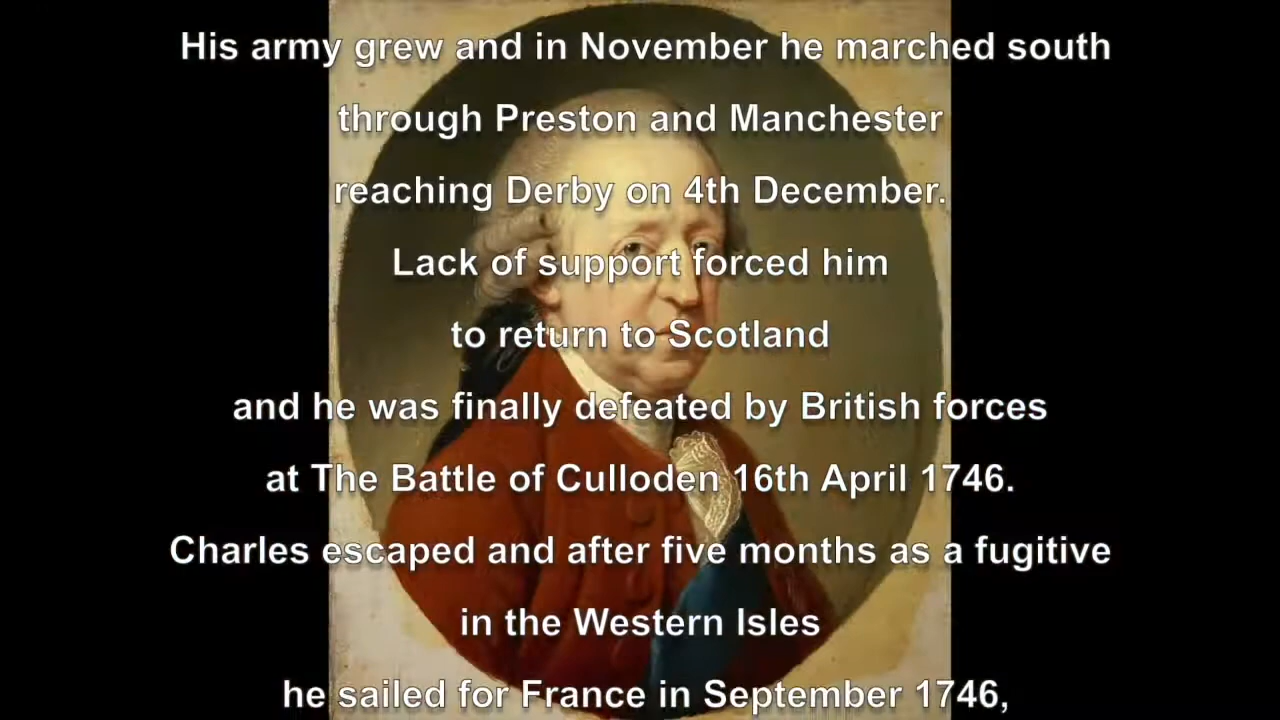 His army grew and in November he marched south
through Preston and Manchester
reaching Derby on 4th December.
Lack of support forced him
to return to Scotland
and he was finally defeated by British forces
at The Battle of Culloden 16th April 1746.
Charles escaped and after five months as a fugitive
in the Western Isles
he sailed for France in September 1746,